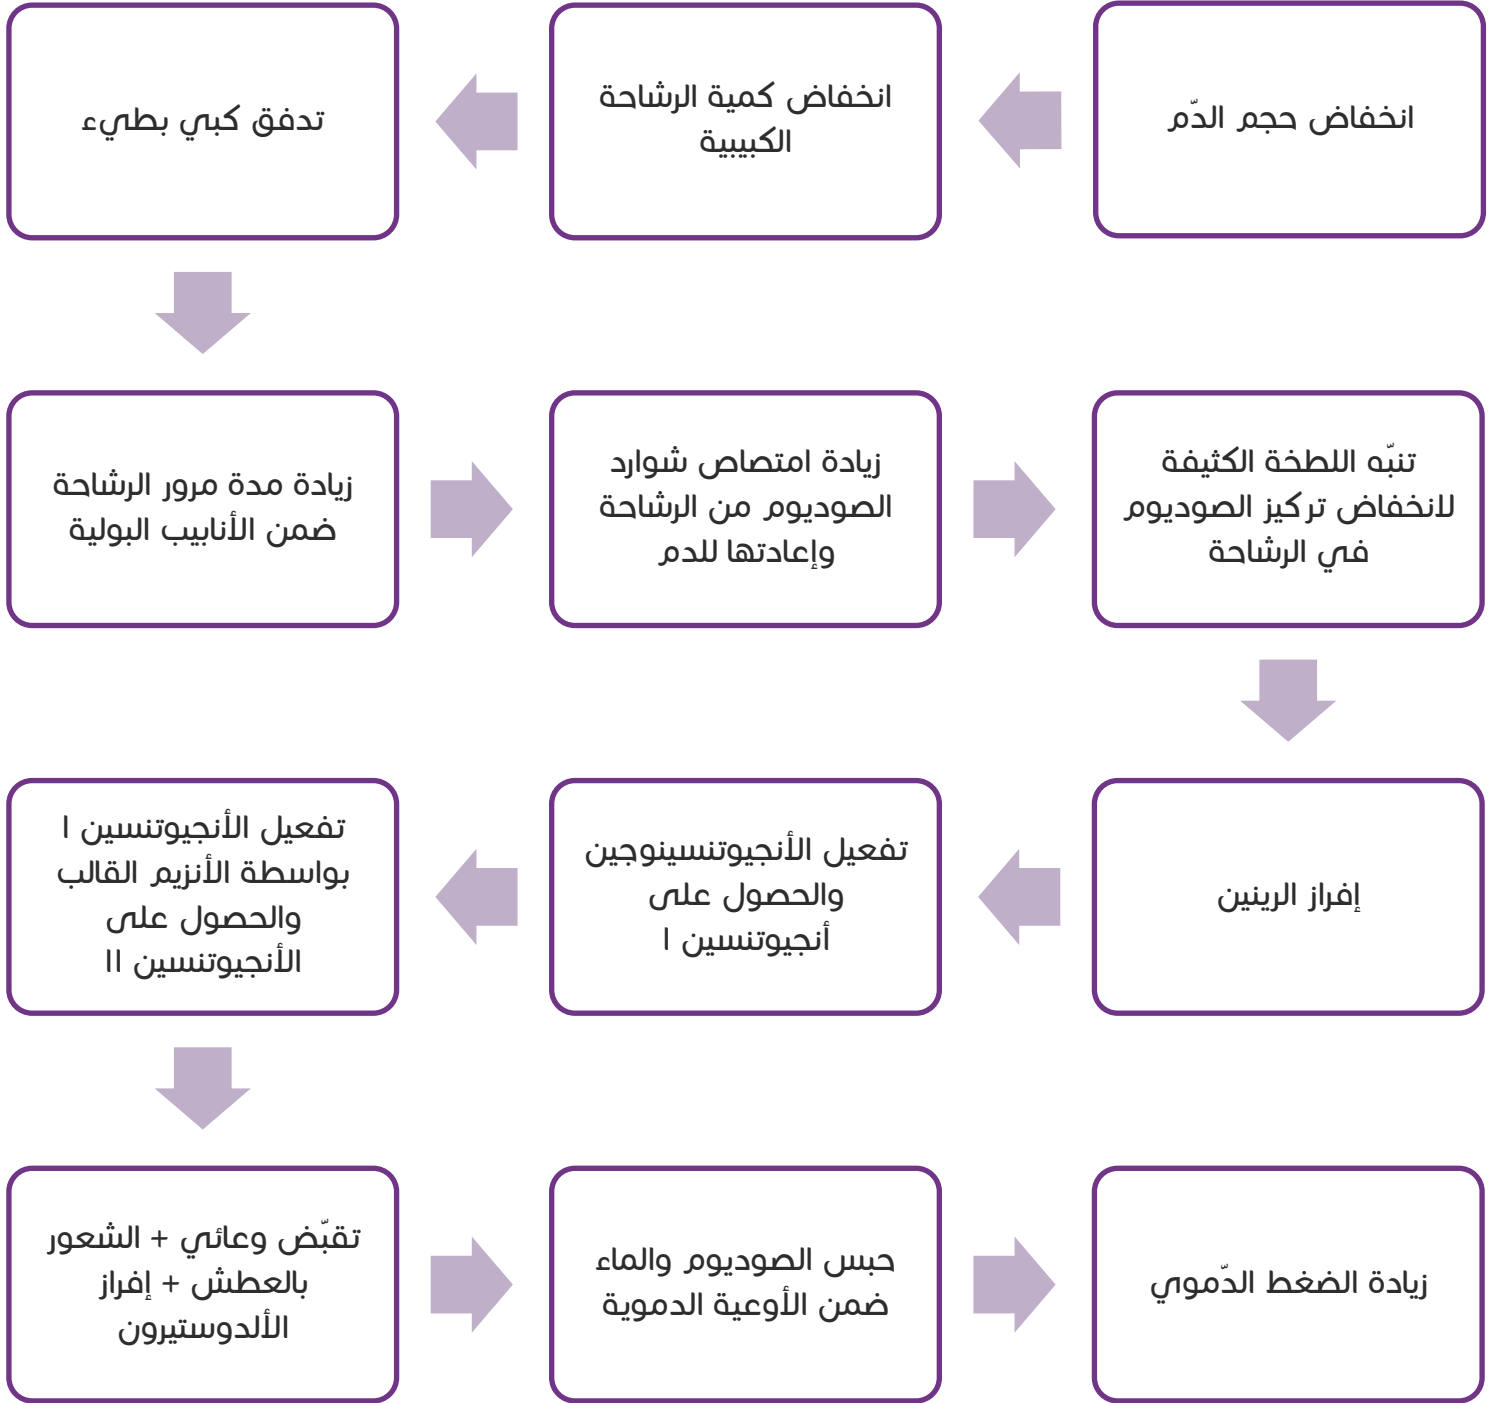 انخفاض حجم الدّم
انخفاض كمية الرشاحة
الكبيبية
تدفق كبي بطيء
زيادة مدة مرور الرشاحة
ضمن الأنابيب البولية
زيادة امتصاص شوارد
الصوديوم من الرشاحة
وإعادتها للدم
تنبّه اللطخة الكثيفة
لانخفاض تركيز الصوديوم
في الرشاحة
إفراز الرينين
تفعيل الأنجيوتنسينوجين
والحصول على
أنجيوتنسين I
تفعيل الأنجيوتنسين I
بواسطة الأنزيم القالب
والحصول على
الأنجيوتنسين II
تقبّض وعائي + الشعور
بالعطش + إفراز
الألدوستيرون
حبس الصوديوم والماء
ضمن الأوعية الدموية
زيادة الضغط الدّموي